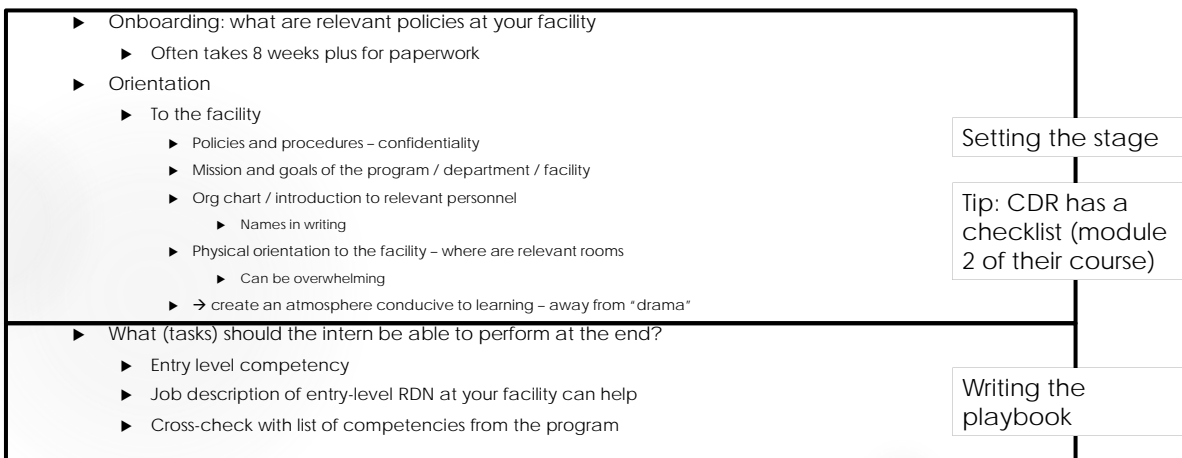 ▶ Onboarding: what are relevant policies at your facility
▶ Often takes 8 weeks plus for paperwork
▶ Orientation
▶ To the facility
▶ Policies and procedures – confidentiality
▶ Mission and goals of the program / department / facility
▶ Org chart / introduction to relevant personnel
▶ Names in writing
▶ Physical orientation to the facility – where are relevant rooms
▶ Can be overwhelming
▶ → create an atmosphere conducive to learning – away from “drama”
Setting the stage
Tip: CDR has a
checklist (module
2 of their course)
▶ What (tasks) should the intern be able to perform at the end?
▶ Entry level competency
▶ Job description of entry-level RDN at your facility can help
▶ Cross-check with list of competencies from the program
Writing the
playbook